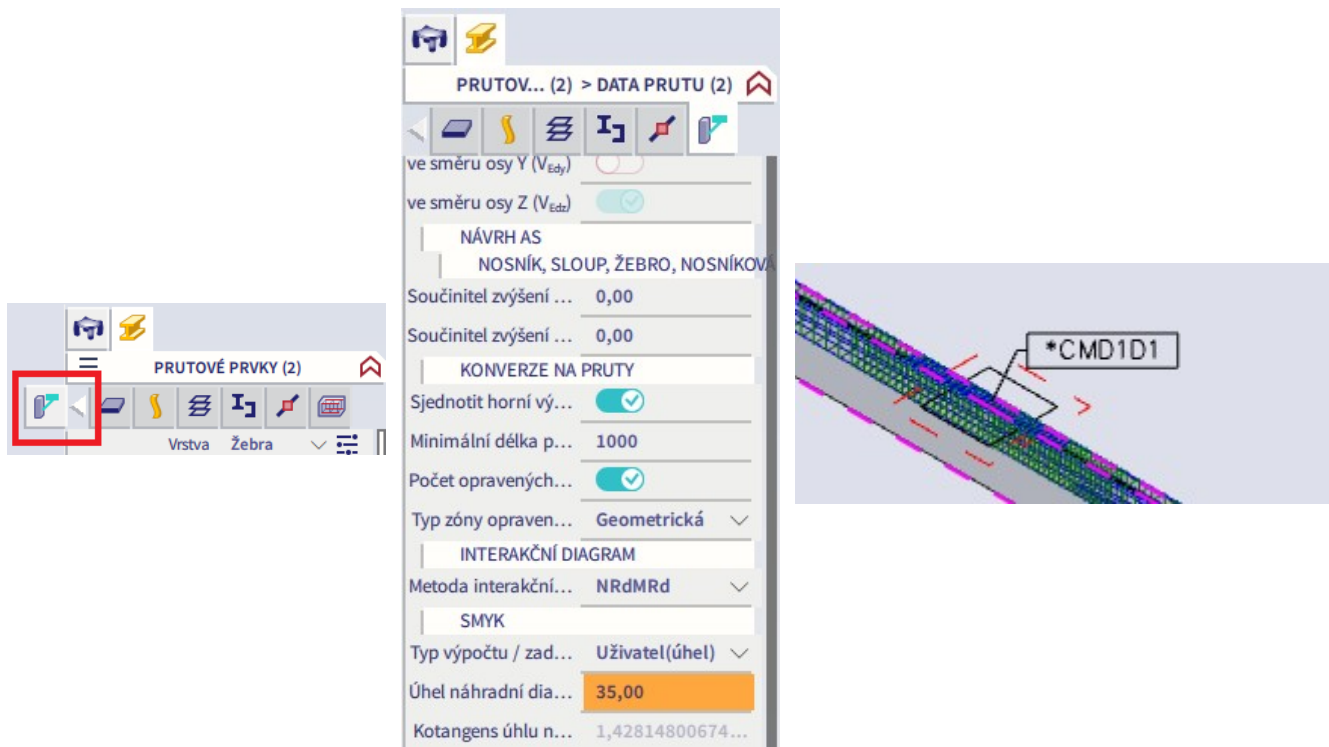 PRUTOVÉ PRVKY (2)
Vrstva Žebra
PRUTOV... (2) > DATA PRUTU (2)
ve směru osy Y (VEdy)
ve směru osy Z (VEdz)
NÁVRH AS
NOSNÍK, SLOUP, ŽEBRO, NOSNÍKOVÁ
Součinitel zvýšení ... 0,00
Součinitel zvýšení ... 0,00
KONVERZE NA PRUTY
Sjednotit horní vý...
Minimální délka p... 1000
Počet opravených...
Typ zóny opraven... Geometrická
INTERAKČNÍ DIAGRAM
Metoda interakční... NRdMRd
SMYK
Typ výpočtu / zad... Uživatel(úhel)
Úhel náhradní dia... 35,00
Kotangens úhlu n... 1,42814800674...
*CMD1D1